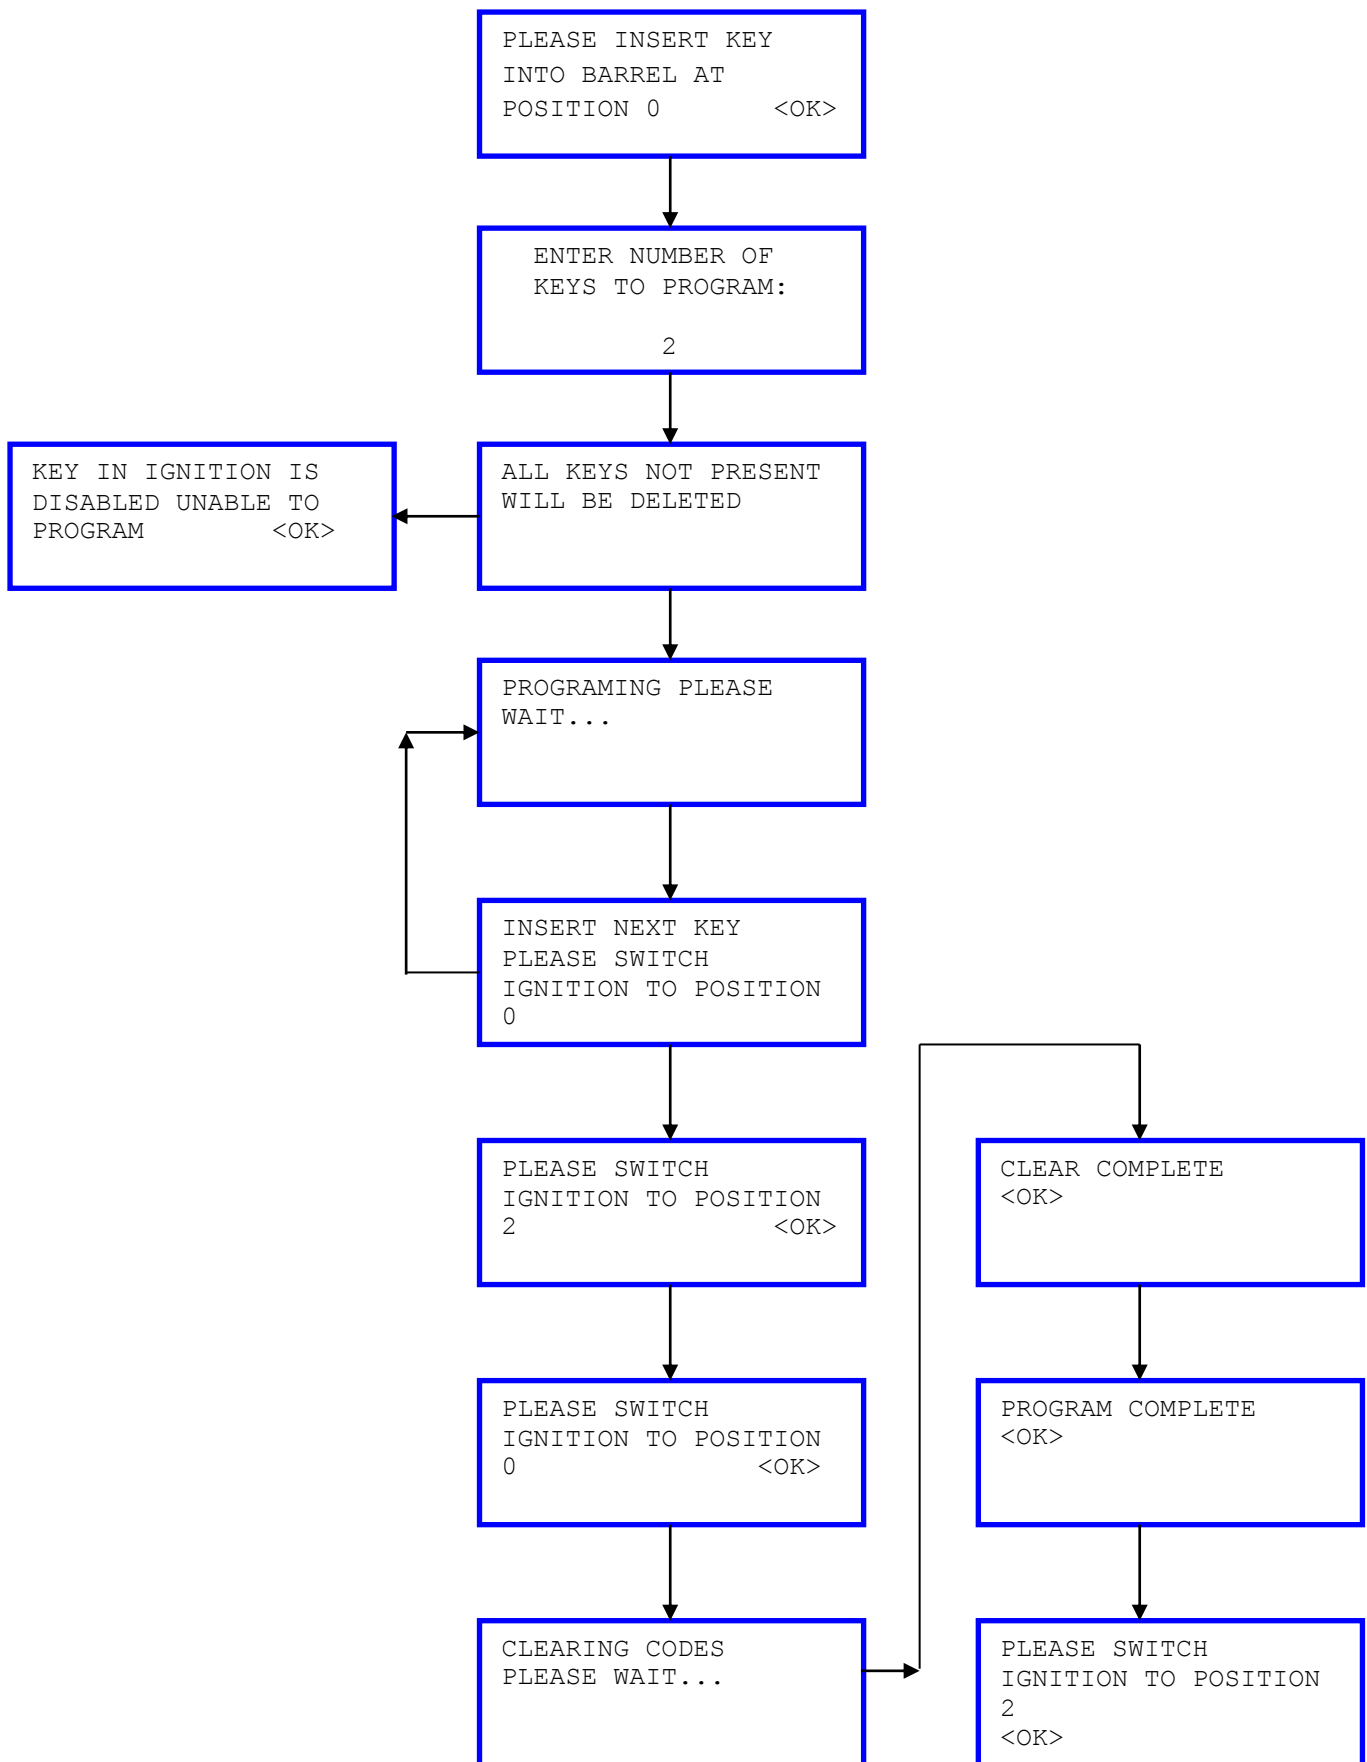 PLEASE INSERT KEY
INTO BARREL AT
POSITION 0 <OK>
ENTER NUMBER OF
KEYS TO PROGRAM:
2
KEY IN IGNITION IS
DISABLED UNABLE TO
PROGRAM <OK>
ALL KEYS NOT PRESENT
WILL BE DELETED
PROGRAMING PLEASE
WAIT...
INSERT NEXT KEY
PLEASE SWITCH
IGNITION TO POSITION
0
PLEASE SWITCH
IGNITION TO POSITION
2 <OK>
PLEASE SWITCH
IGNITION TO POSITION
0 <OK>
CLEARING CODES
PLEASE WAIT...
CLEAR COMPLETE
<OK>
PROGRAM COMPLETE
<OK>
PLEASE SWITCH
IGNITION TO POSITION
2
<OK>